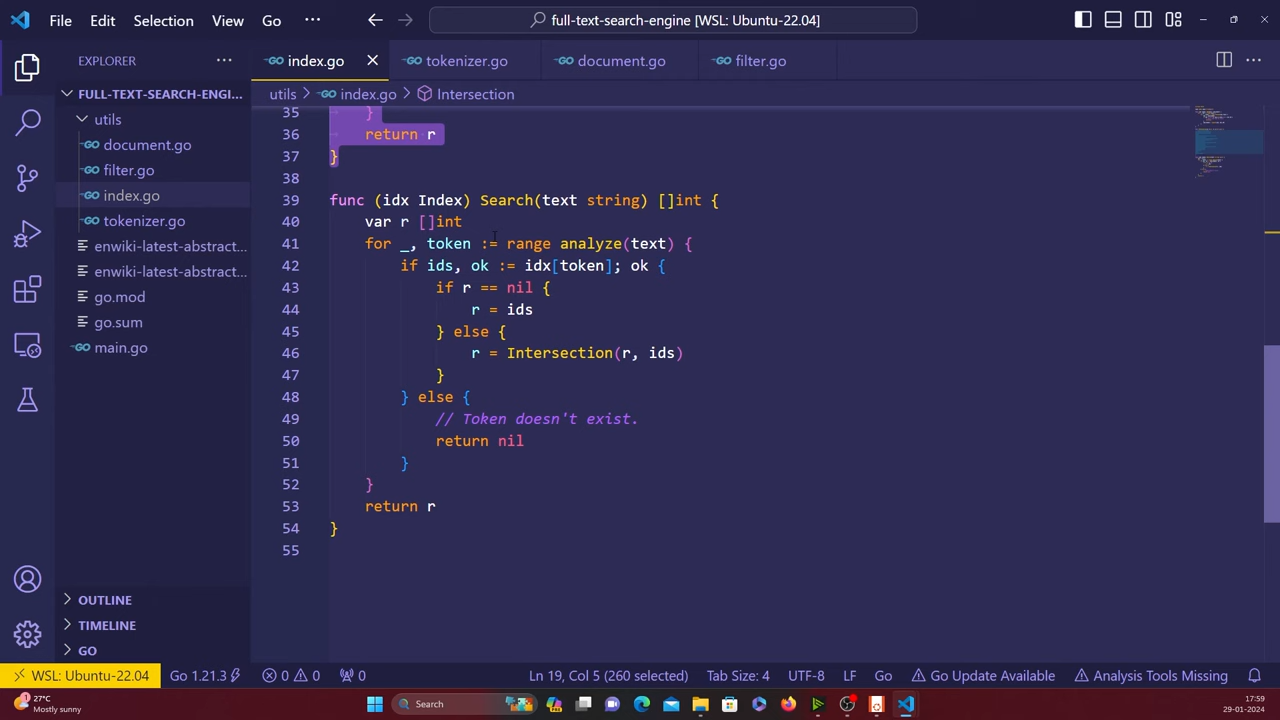 File Edit Selection View Go ··· full-text-search-engine [WSL: Ubuntu-22.04]
EXPLORER ···
index.go
tokenizer.go
document.go
filter.go
utils > index.go > Intersection
FULL-TEXT-SEARCH-ENGI...
utils
document.go
filter.go
index.go
tokenizer.go
enwiki-latest-abstract...
enwiki-latest-abstract...
go.mod
go.sum
main.go
OUTLINE
TIMELINE
GO
35 }
36 return r
37 }
38
39 func (idx Index) Search(text string) []int {
40 var r []int
41 for _, token := range analyze(text) {
42 if ids, ok := idx[token]; ok {
43 if r == nil {
44 r = ids
45 } else {
46 r = Intersection(r, ids)
47 }
48 } else {
49 // Token doesn't exist.
50 return nil
51 }
52 }
53 return r
54 }
55
WSL: Ubuntu-22.04 Go 1.21.3 0 0 0 Ln 19, Col 5 (260 selected) Tab Size: 4 UTF-8 LF Go Go Update Available Analysis Tools Missing
27°C
Mostly sunny
Search
17:59
29-01-2024